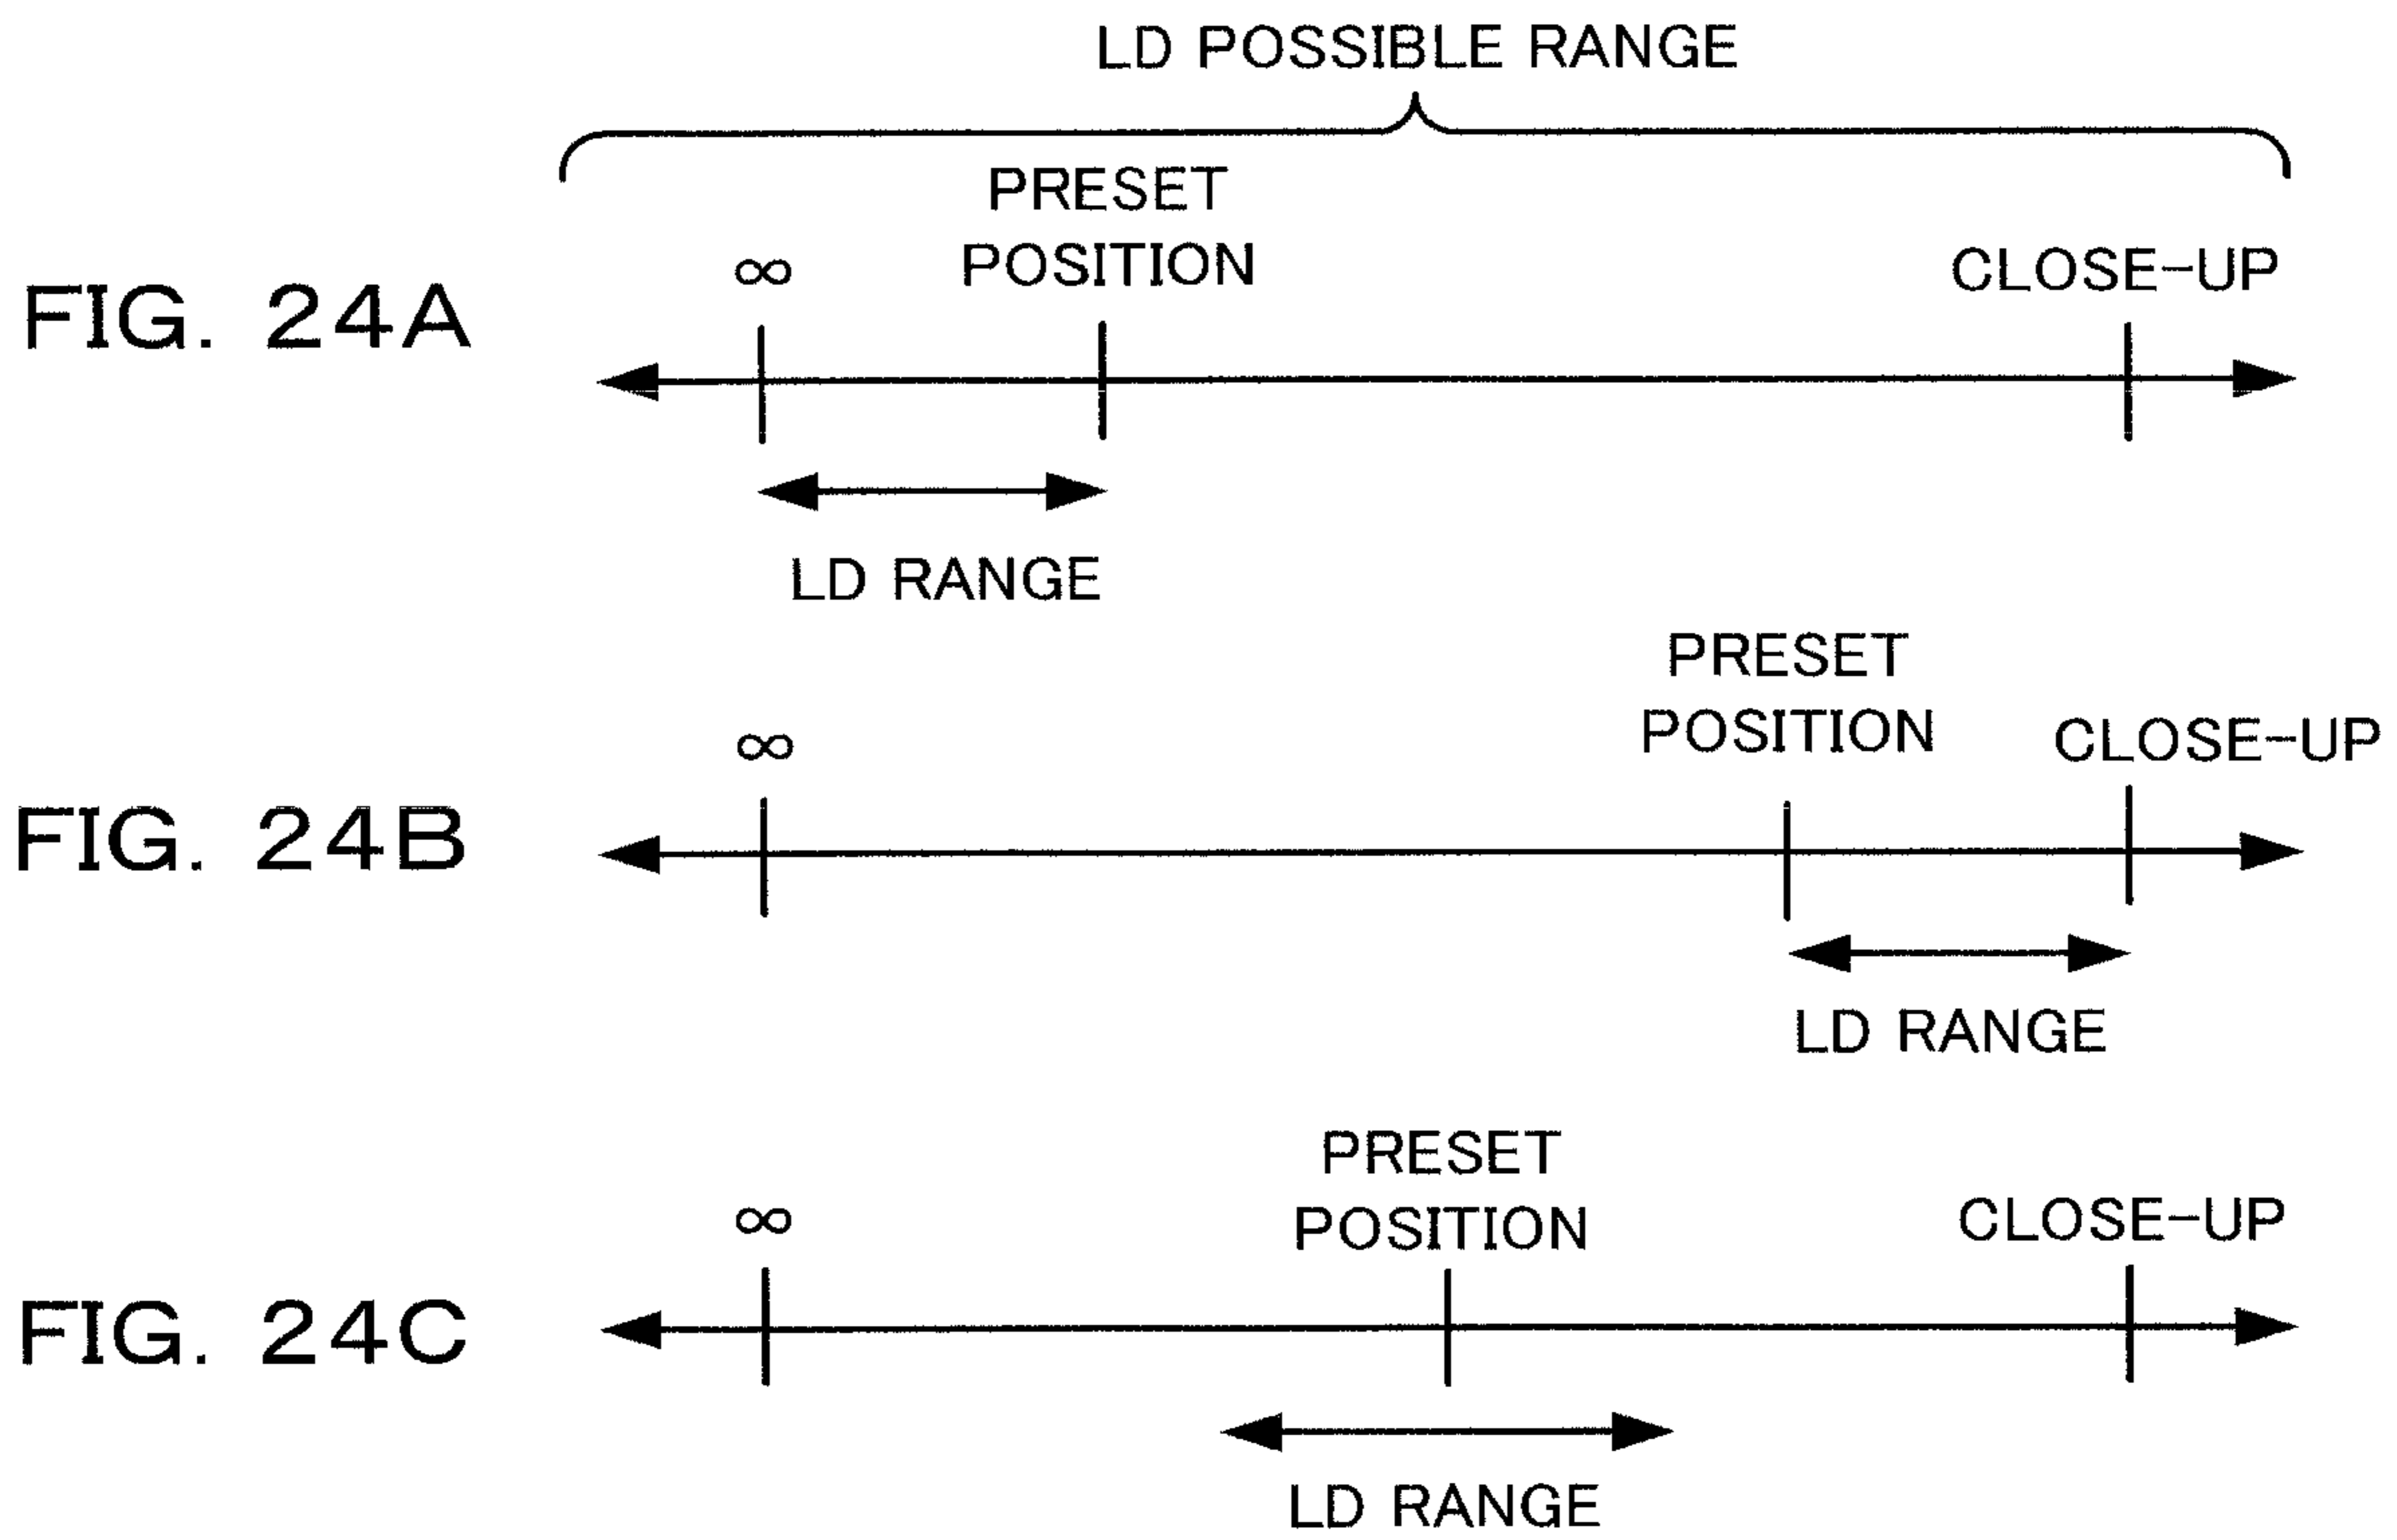 LD POSSIBLE RANGE
PRESET
POSITION
∞
CLOSE-UP
FIG. 24A
LD RANGE
PRESET
POSITION
∞
CLOSE-UP
FIG. 24B
LD RANGE
PRESET
POSITION
∞
CLOSE-UP
FIG. 24C
LD RANGE